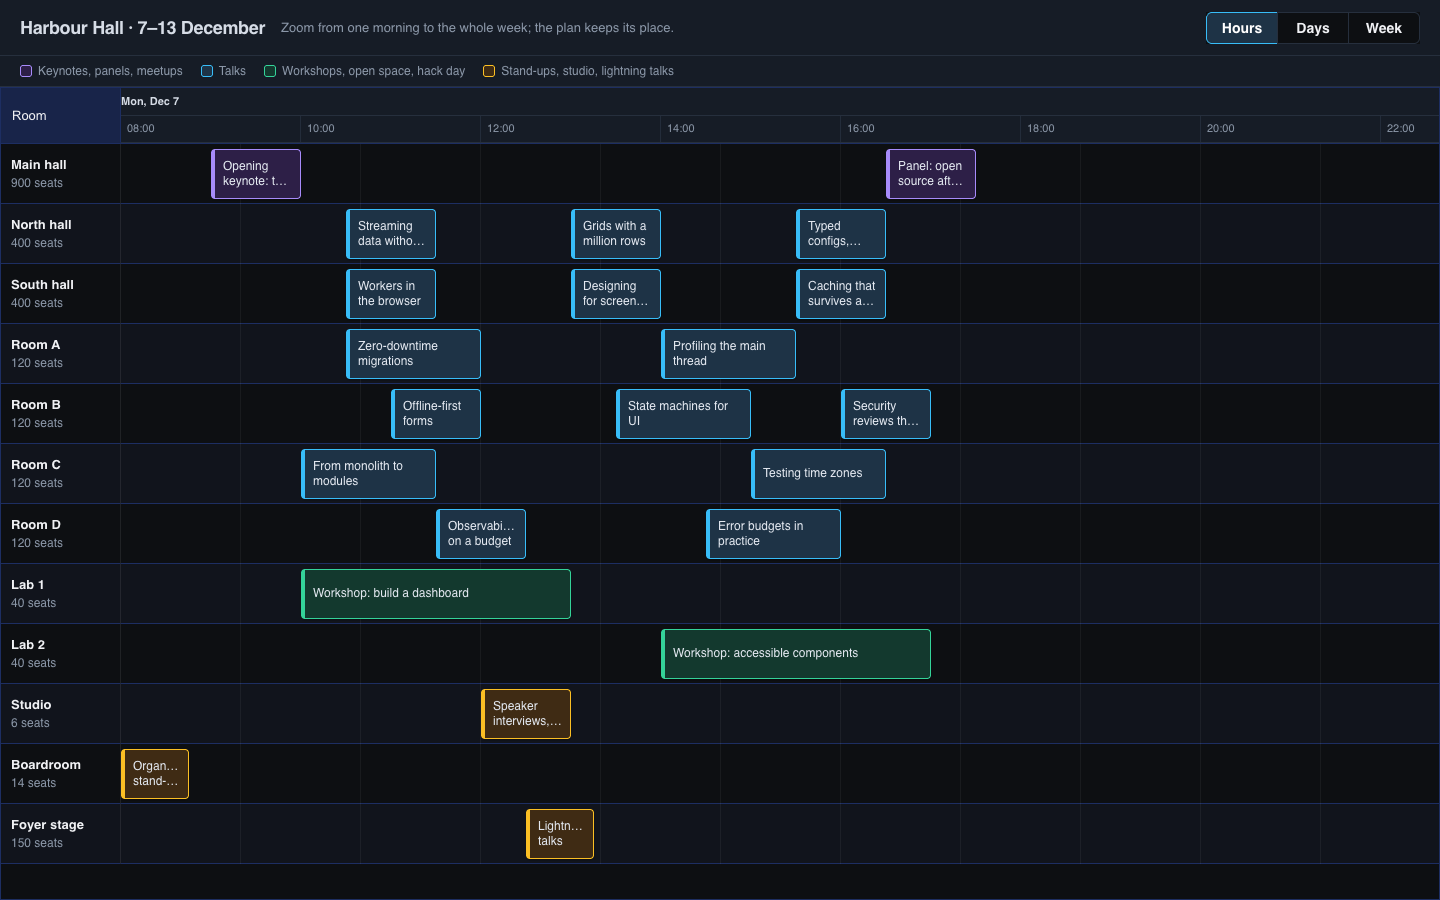 Harbour Hall · 7–13 December
Zoom from one morning to the whole week; the plan keeps its place.
Hours
Days
Week
Keynotes, panels, meetups
Talks
Workshops, open space, hack day
Stand-ups, studio, lightning talks
Room
Mon, Dec 7
08:00
10:00
12:00
14:00
16:00
18:00
20:00
22:00
Main hall
900 seats
Opening
keynote: t…
Panel: open
source aft…
North hall
400 seats
Streaming
data witho…
Grids with a
million rows
Typed
configs,…
South hall
400 seats
Workers in
the browser
Designing
for screen…
Caching that
survives a…
Room A
120 seats
Zero-downtime
migrations
Profiling the main
thread
Room B
120 seats
Offline-first
forms
State machines for
UI
Security
reviews th…
Room C
120 seats
From monolith to
modules
Testing time zones
Room D
120 seats
Observabi…
on a budget
Error budgets in
practice
Lab 1
40 seats
Workshop: build a dashboard
Lab 2
40 seats
Workshop: accessible components
Studio
6 seats
Speaker
interviews,…
Boardroom
14 seats
Organ…
stand-…
Foyer stage
150 seats
Lightn…
talks